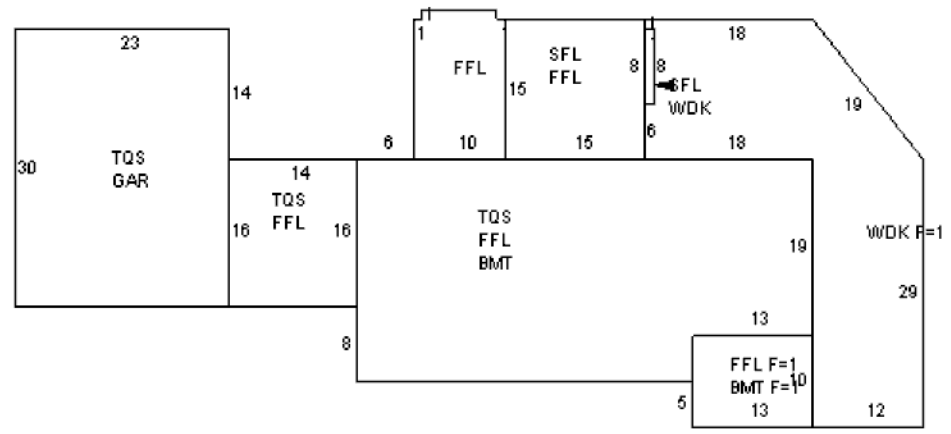 23
1
18
FFL
SFL
FFL
8
8
SFL
WDK
14
15
19
6
6
10
15
18
30
TQS
GAR
14
TQS
FFL
16
16
TQS
FFL
BMT
19
WDK F=1
29
8
13
FFL F=1
BMT F=1
10
5
13
12